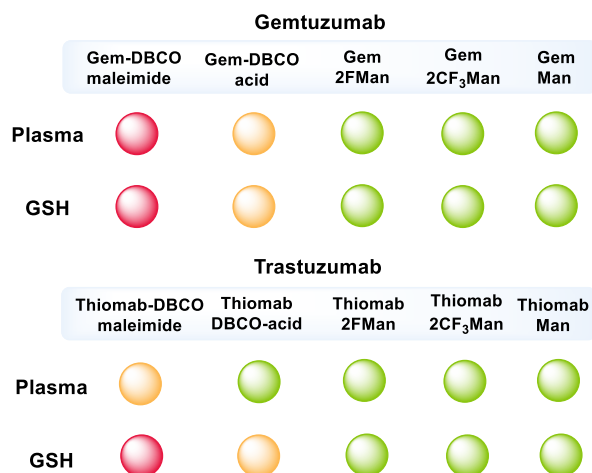 Gemtuzumab
Gem-DBCO maleimide
Gem-DBCO acid
Gem 2FMan
Gem 2CF₃Man
Gem Man
Plasma
GSH
Trastuzumab
Thiomab-DBCO maleimide
Thiomab DBCO-acid
Thiomab 2FMan
Thiomab 2CF₃Man
Thiomab Man
Plasma
GSH